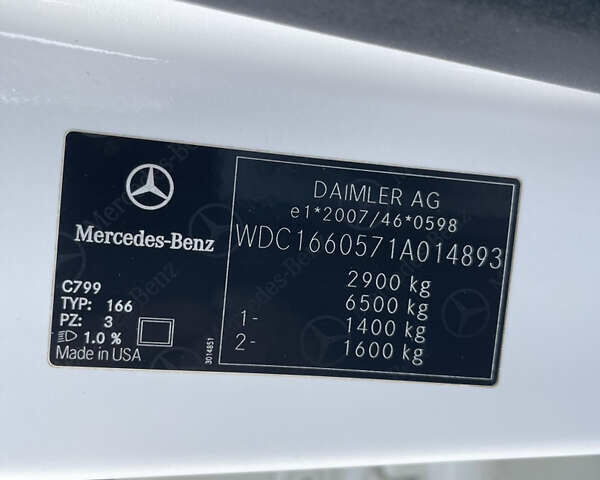 Mercedes-Benz
C799
TYP: 166
PZ: 3
1.0 %
Made in USA
3014851
DAIMLER AG
e1*2007/46*0598
WDC1660571A014893
2900 kg
6500 kg
1- 1400 kg
2- 1600 kg